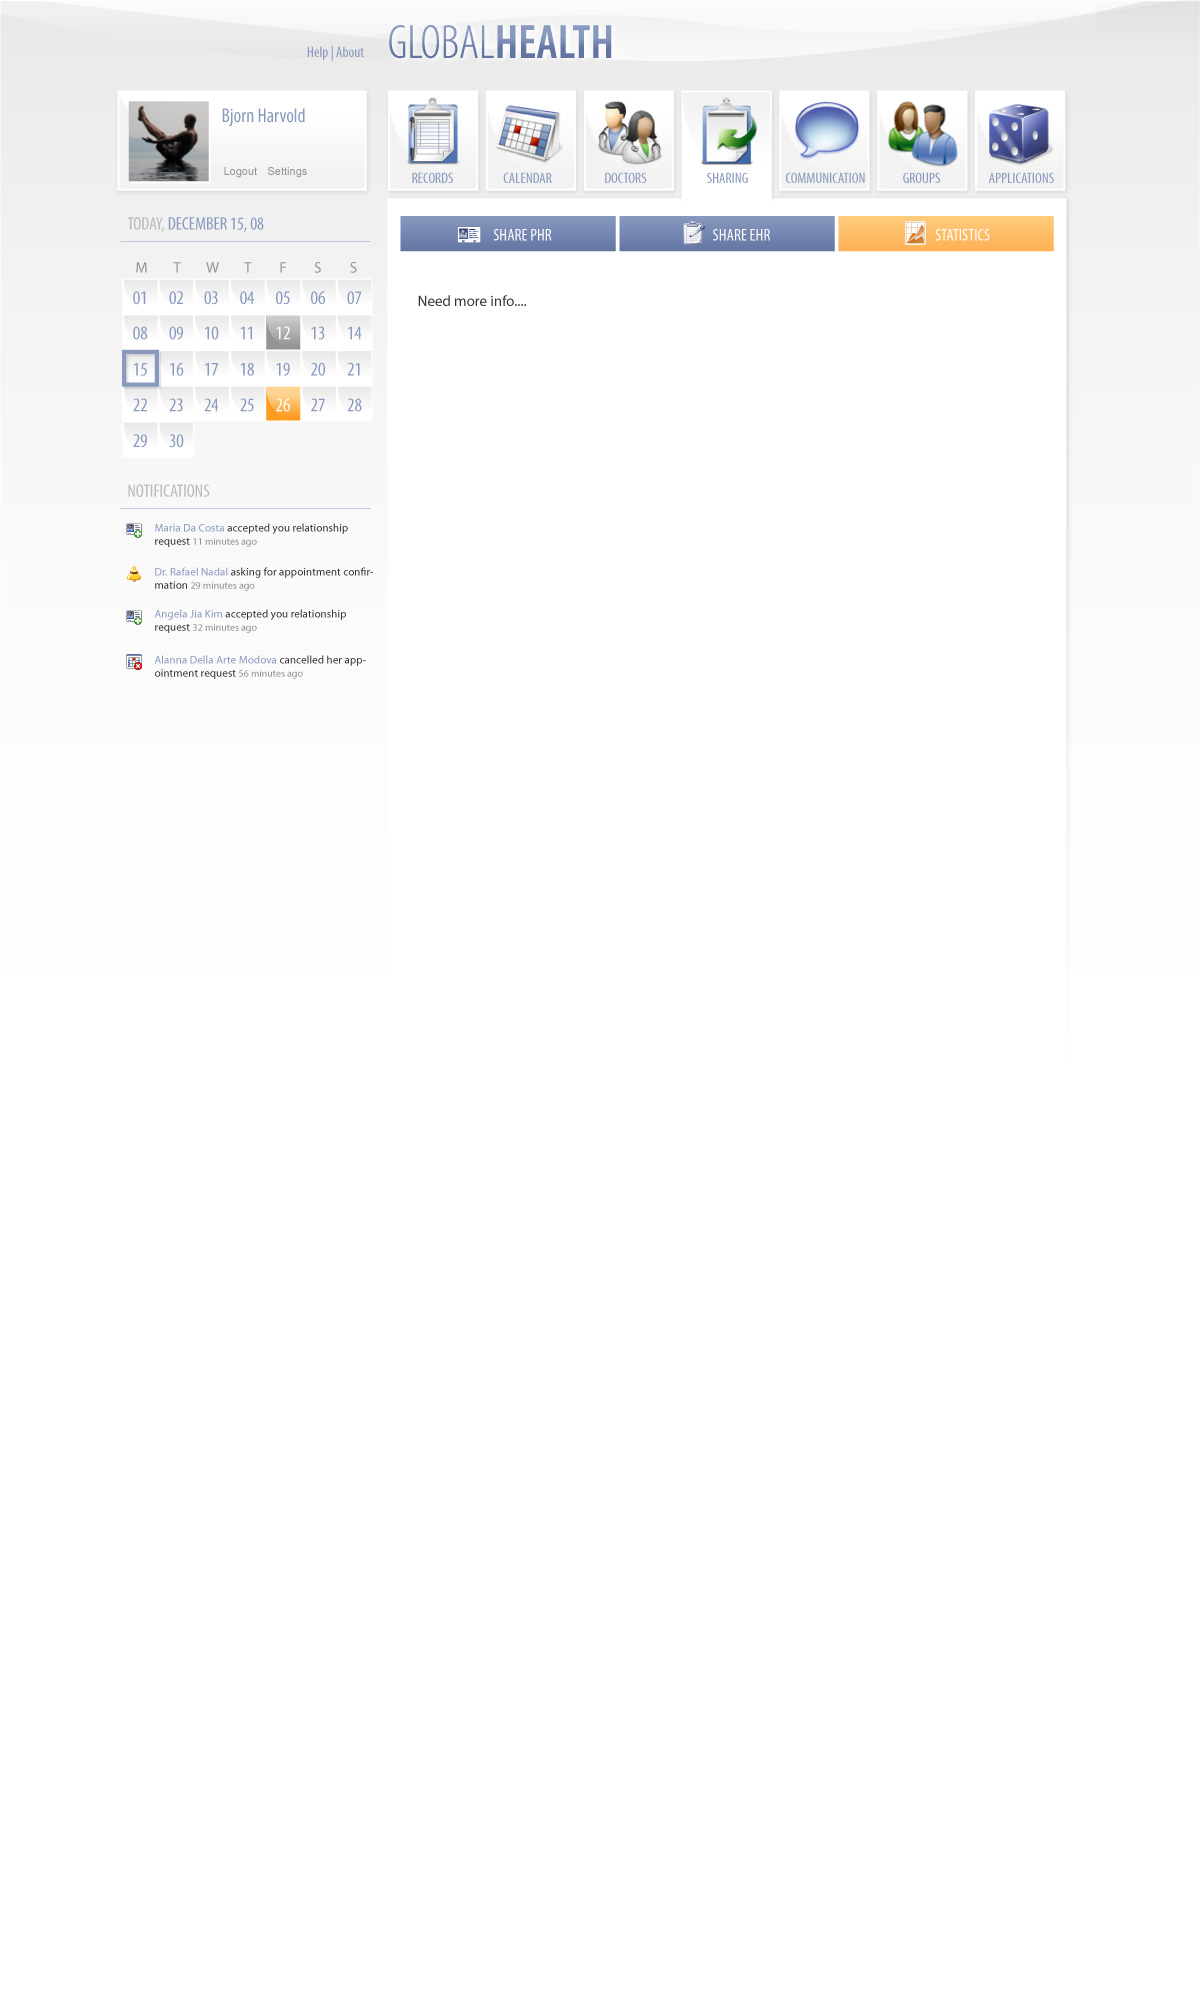 Help | About
GLOBALHEALTH
Bjorn Harvold
Logout Settings
RECORDS
CALENDAR
DOCTORS
SHARING
COMMUNICATION
GROUPS
APPLICATIONS
TODAY, DECEMBER 15, 08
M T W T F S S
01 02 03 04 05 06 07
08 09 10 11 12 13 14
15 16 17 18 19 20 21
22 23 24 25 26 27 28
29 30
NOTIFICATIONS
Maria Da Costa accepted you relationship
request 11 minutes ago
Dr. Rafael Nadal asking for appointment confir-
mation 29 minutes ago
Angela Jia Kim accepted you relationship
request 32 minutes ago
Alanna Della Arte Modova cancelled her app-
ointment request 56 minutes ago
SHARE PHR
SHARE EHR
STATISTICS
Need more info....